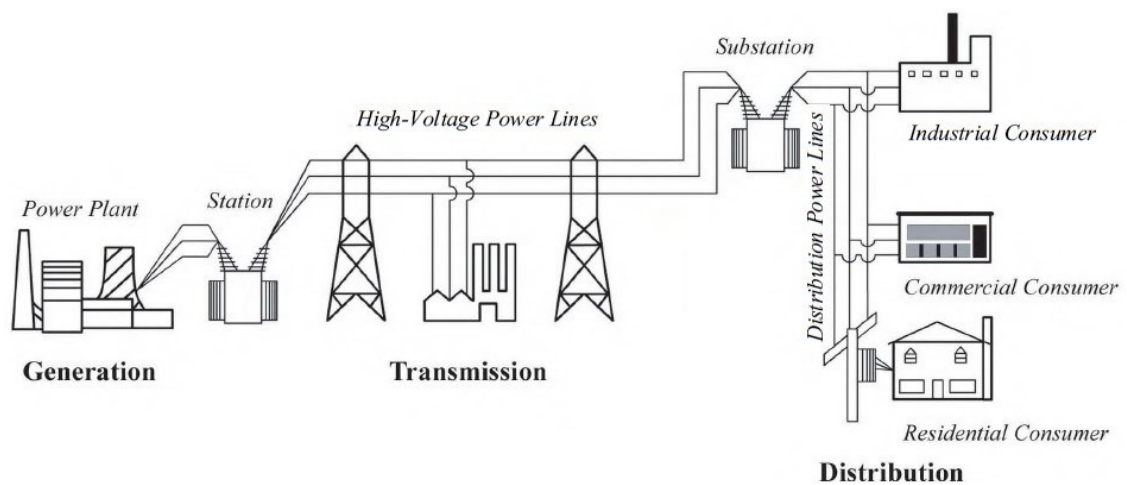 Substation
High-Voltage Power Lines
Industrial Consumer
Station
Power Plant
Distribution Power Lines
Commercial Consumer
Generation
Transmission
Residential Consumer
Distribution